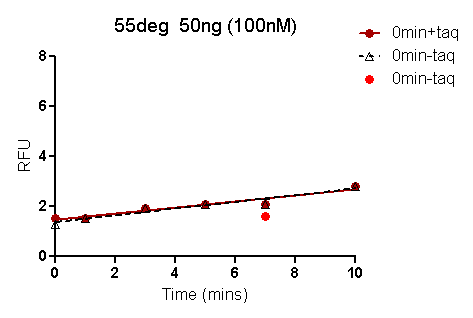 55deg  50ng (100nM)
0min+taq
0min-taq
0min-taq
8
6
4
2
0
RFU
0 2 4 6 8 10
Time (mins)